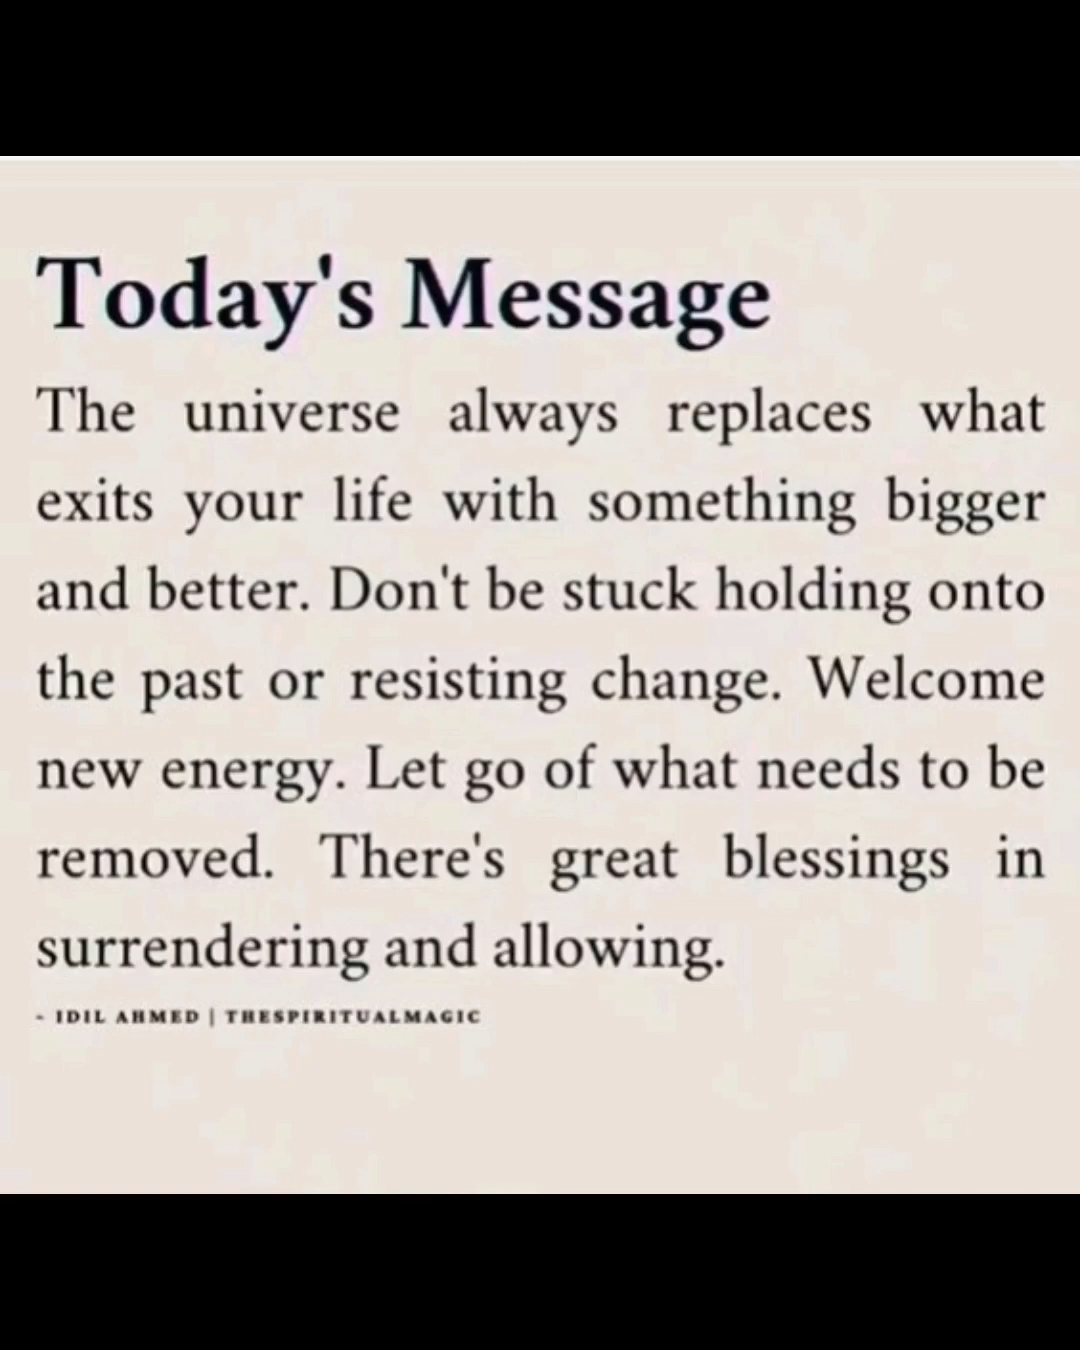 Today's Message
The universe always replaces what
exits your life with something bigger
and better. Don't be stuck holding onto
the past or resisting change. Welcome
new energy. Let go of what needs to be
removed. There's great blessings in
surrendering and allowing.
- IDIL AHMED | THESPIRITUALMAGIC